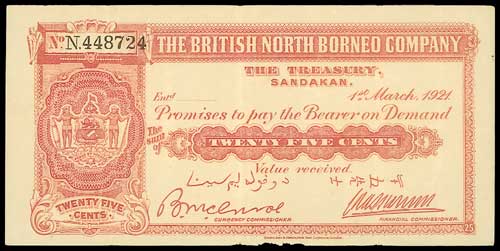 No. N.448724
THE BRITISH NORTH BORNEO COMPANY
THE TREASURY,
SANDAKAN.
Entd 1st March, 1921.
Promises to pay the Bearer on Demand
The sum of TWENTY FIVE CENTS
Value received.
TWENTY FIVE
CENTS.
CURRENCY COMMISSIONER.
FINANCIAL COMMISSIONER.
25